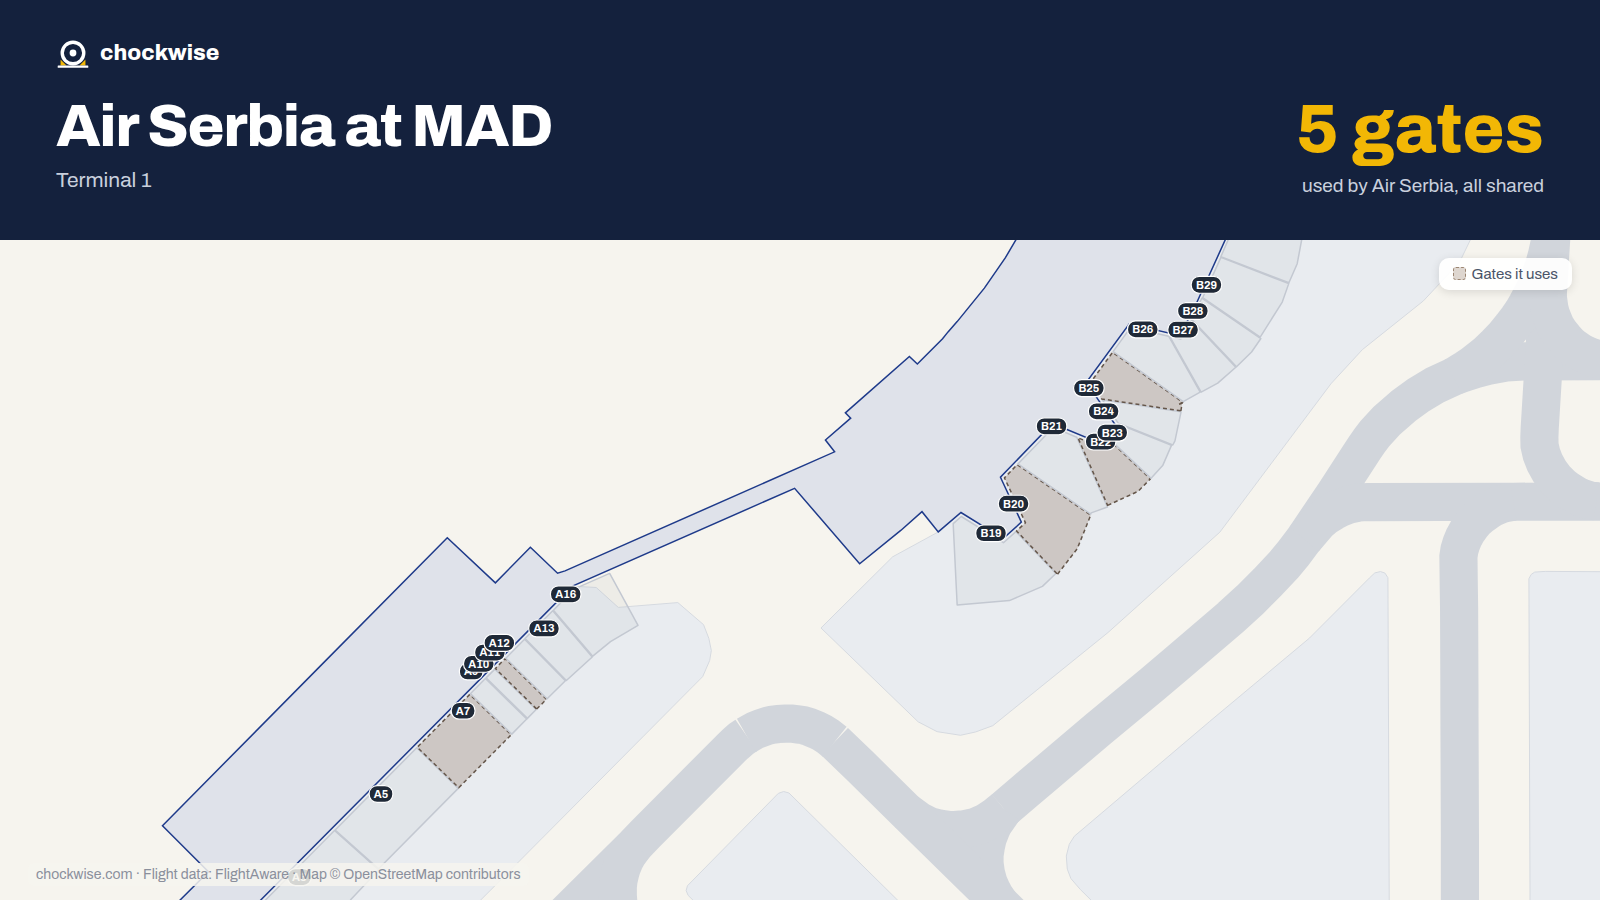 chockwise
Air Serbia at MAD
Terminal 1
5 gates
used by Air Serbia, all shared
Gates it uses
B29
B28
B26
B27
B25
B24
B21
B23
B22
B20
B19
A16
A13
A12
A11
A10
A7
A5
chockwise.com · Flight data: FlightAware · Map © OpenStreetMap contributors